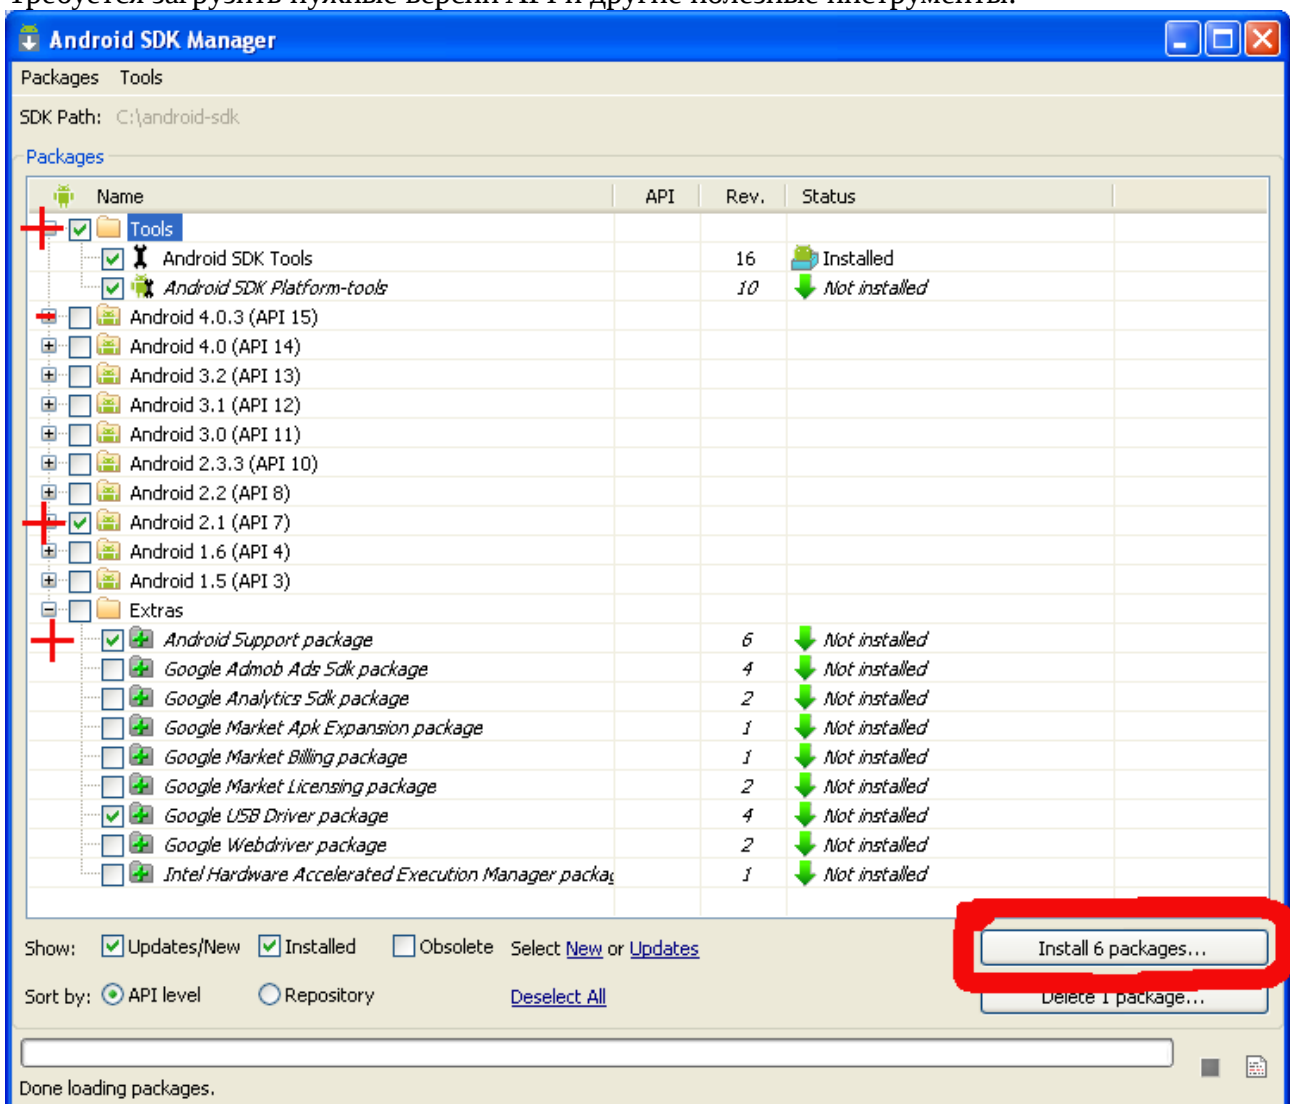 Требуется загрузить нужные версии API и другие полезные инструменты.
Android SDK Manager
Packages Tools
SDK Path: C:\android-sdk
Packages
Name API Rev. Status
Tools
Android SDK Tools 16 Installed
Android SDK Platform-tools 10 Not installed
Android 4.0.3 (API 15)
Android 4.0 (API 14)
Android 3.2 (API 13)
Android 3.1 (API 12)
Android 3.0 (API 11)
Android 2.3.3 (API 10)
Android 2.2 (API 8)
Android 2.1 (API 7)
Android 1.6 (API 4)
Android 1.5 (API 3)
Extras
Android Support package 6 Not installed
Google Admob Ads Sdk package 4 Not installed
Google Analytics Sdk package 2 Not installed
Google Market Apk Expansion package 1 Not installed
Google Market Billing package 1 Not installed
Google Market Licensing package 2 Not installed
Google USB Driver package 4 Not installed
Google Webdriver package 2 Not installed
Intel Hardware Accelerated Execution Manager packag 1 Not installed
Show: Updates/New Installed Obsolete Select New or Updates Install 6 packages...
Sort by: API level Repository Deselect All Delete 1 package...
Done loading packages.